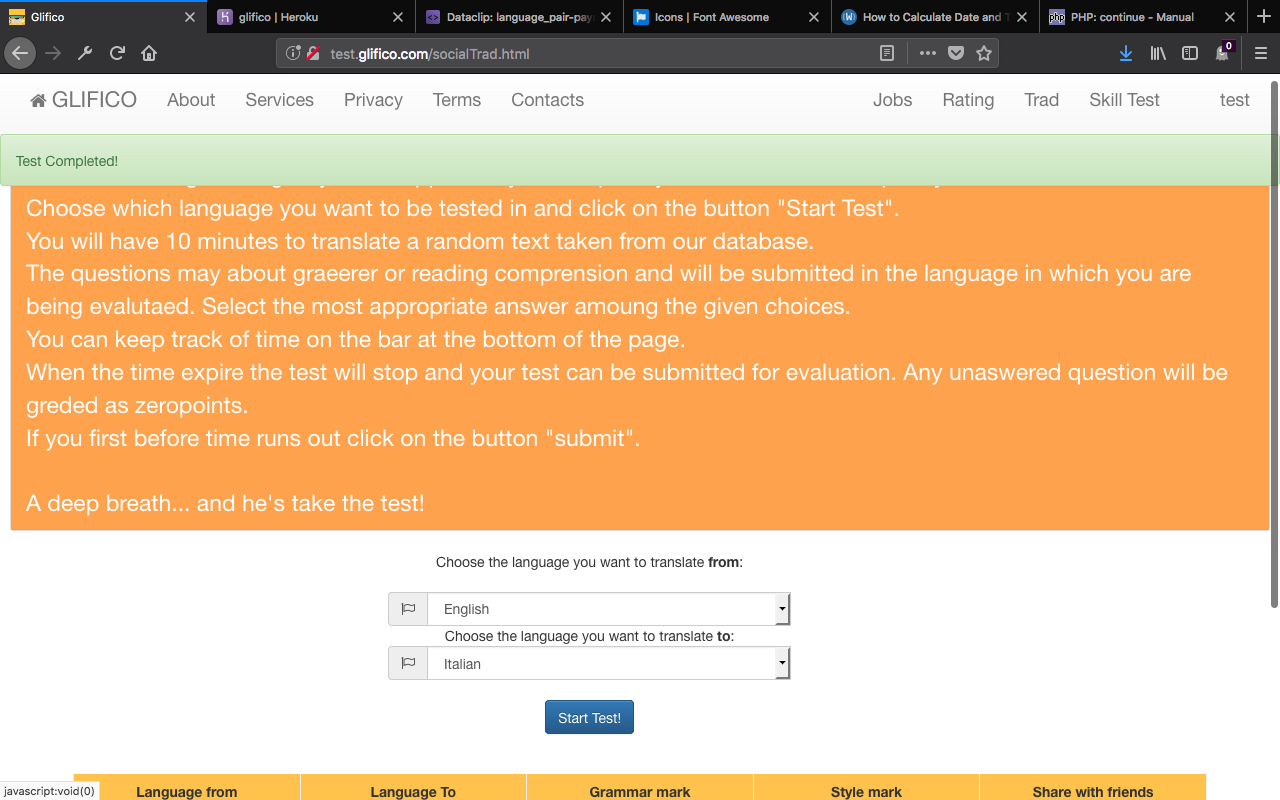 Glifico
glifico | Heroku
Dataclip: language_pair-pay
Icons | Font Awesome
How to Calculate Date and T
php PHP: continue - Manual
test.glifico.com/socialTrad.html
0
GLIFICO About Services Privacy Terms Contacts Jobs Rating Trad Skill Test test
Test Completed!
Choose which language you want to be tested in and click on the button "Start Test".
You will have 10 minutes to translate a random text taken from our database.
The questions may about graeerer or reading comprension and will be submitted in the language in which you are
being evalutaed. Select the most appropriate answer amoung the given choices.
You can keep track of time on the bar at the bottom of the page.
When the time expire the test will stop and your test can be submitted for evaluation. Any unaswered question will be
greded as zeropoints.
If you first before time runs out click on the button "submit".
A deep breath... and he's take the test!
Choose the language you want to translate from:
English
Choose the language you want to translate to:
Italian
Start Test!
Language from Language To Grammar mark Style mark Share with friends
javascript:void(0)